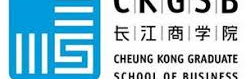 CKGSB
长江商学院
CHEUNG KONG GRADUATE
SCHOOL OF BUSINESS